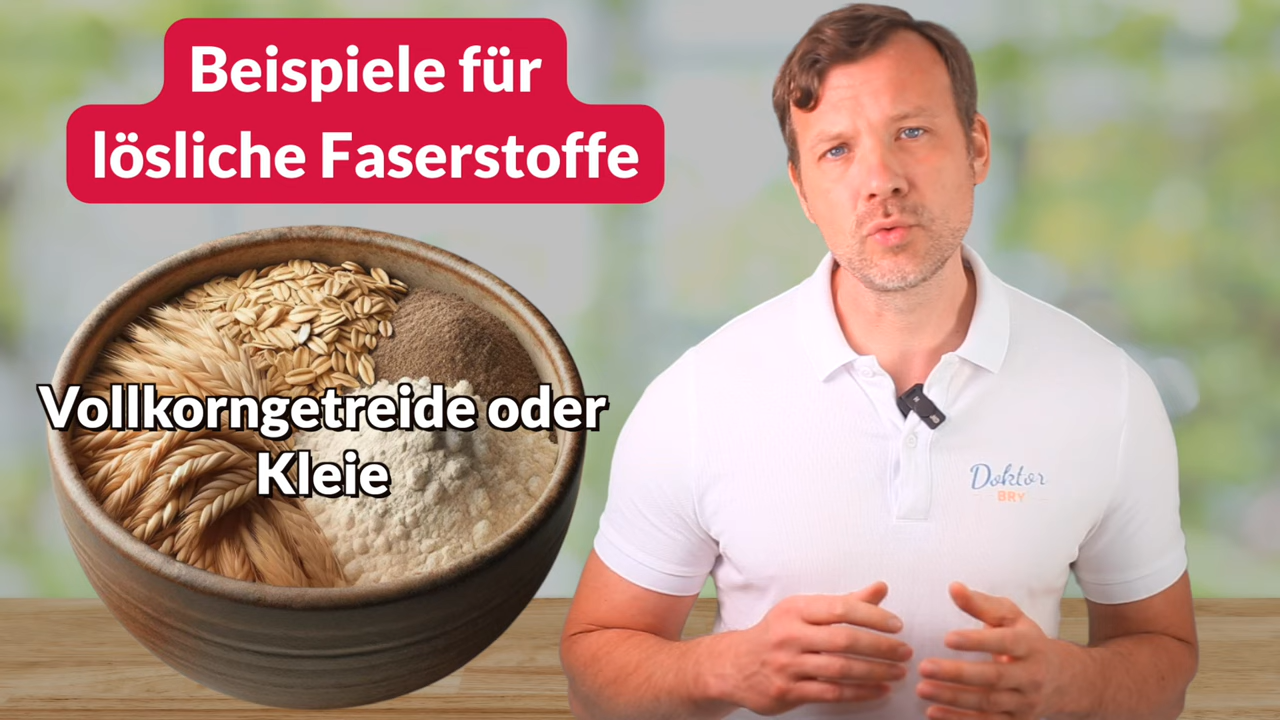 Beispiele für
lösliche Faserstoffe
Vollkorngetreide oder
Kleie
Doktor
BRY